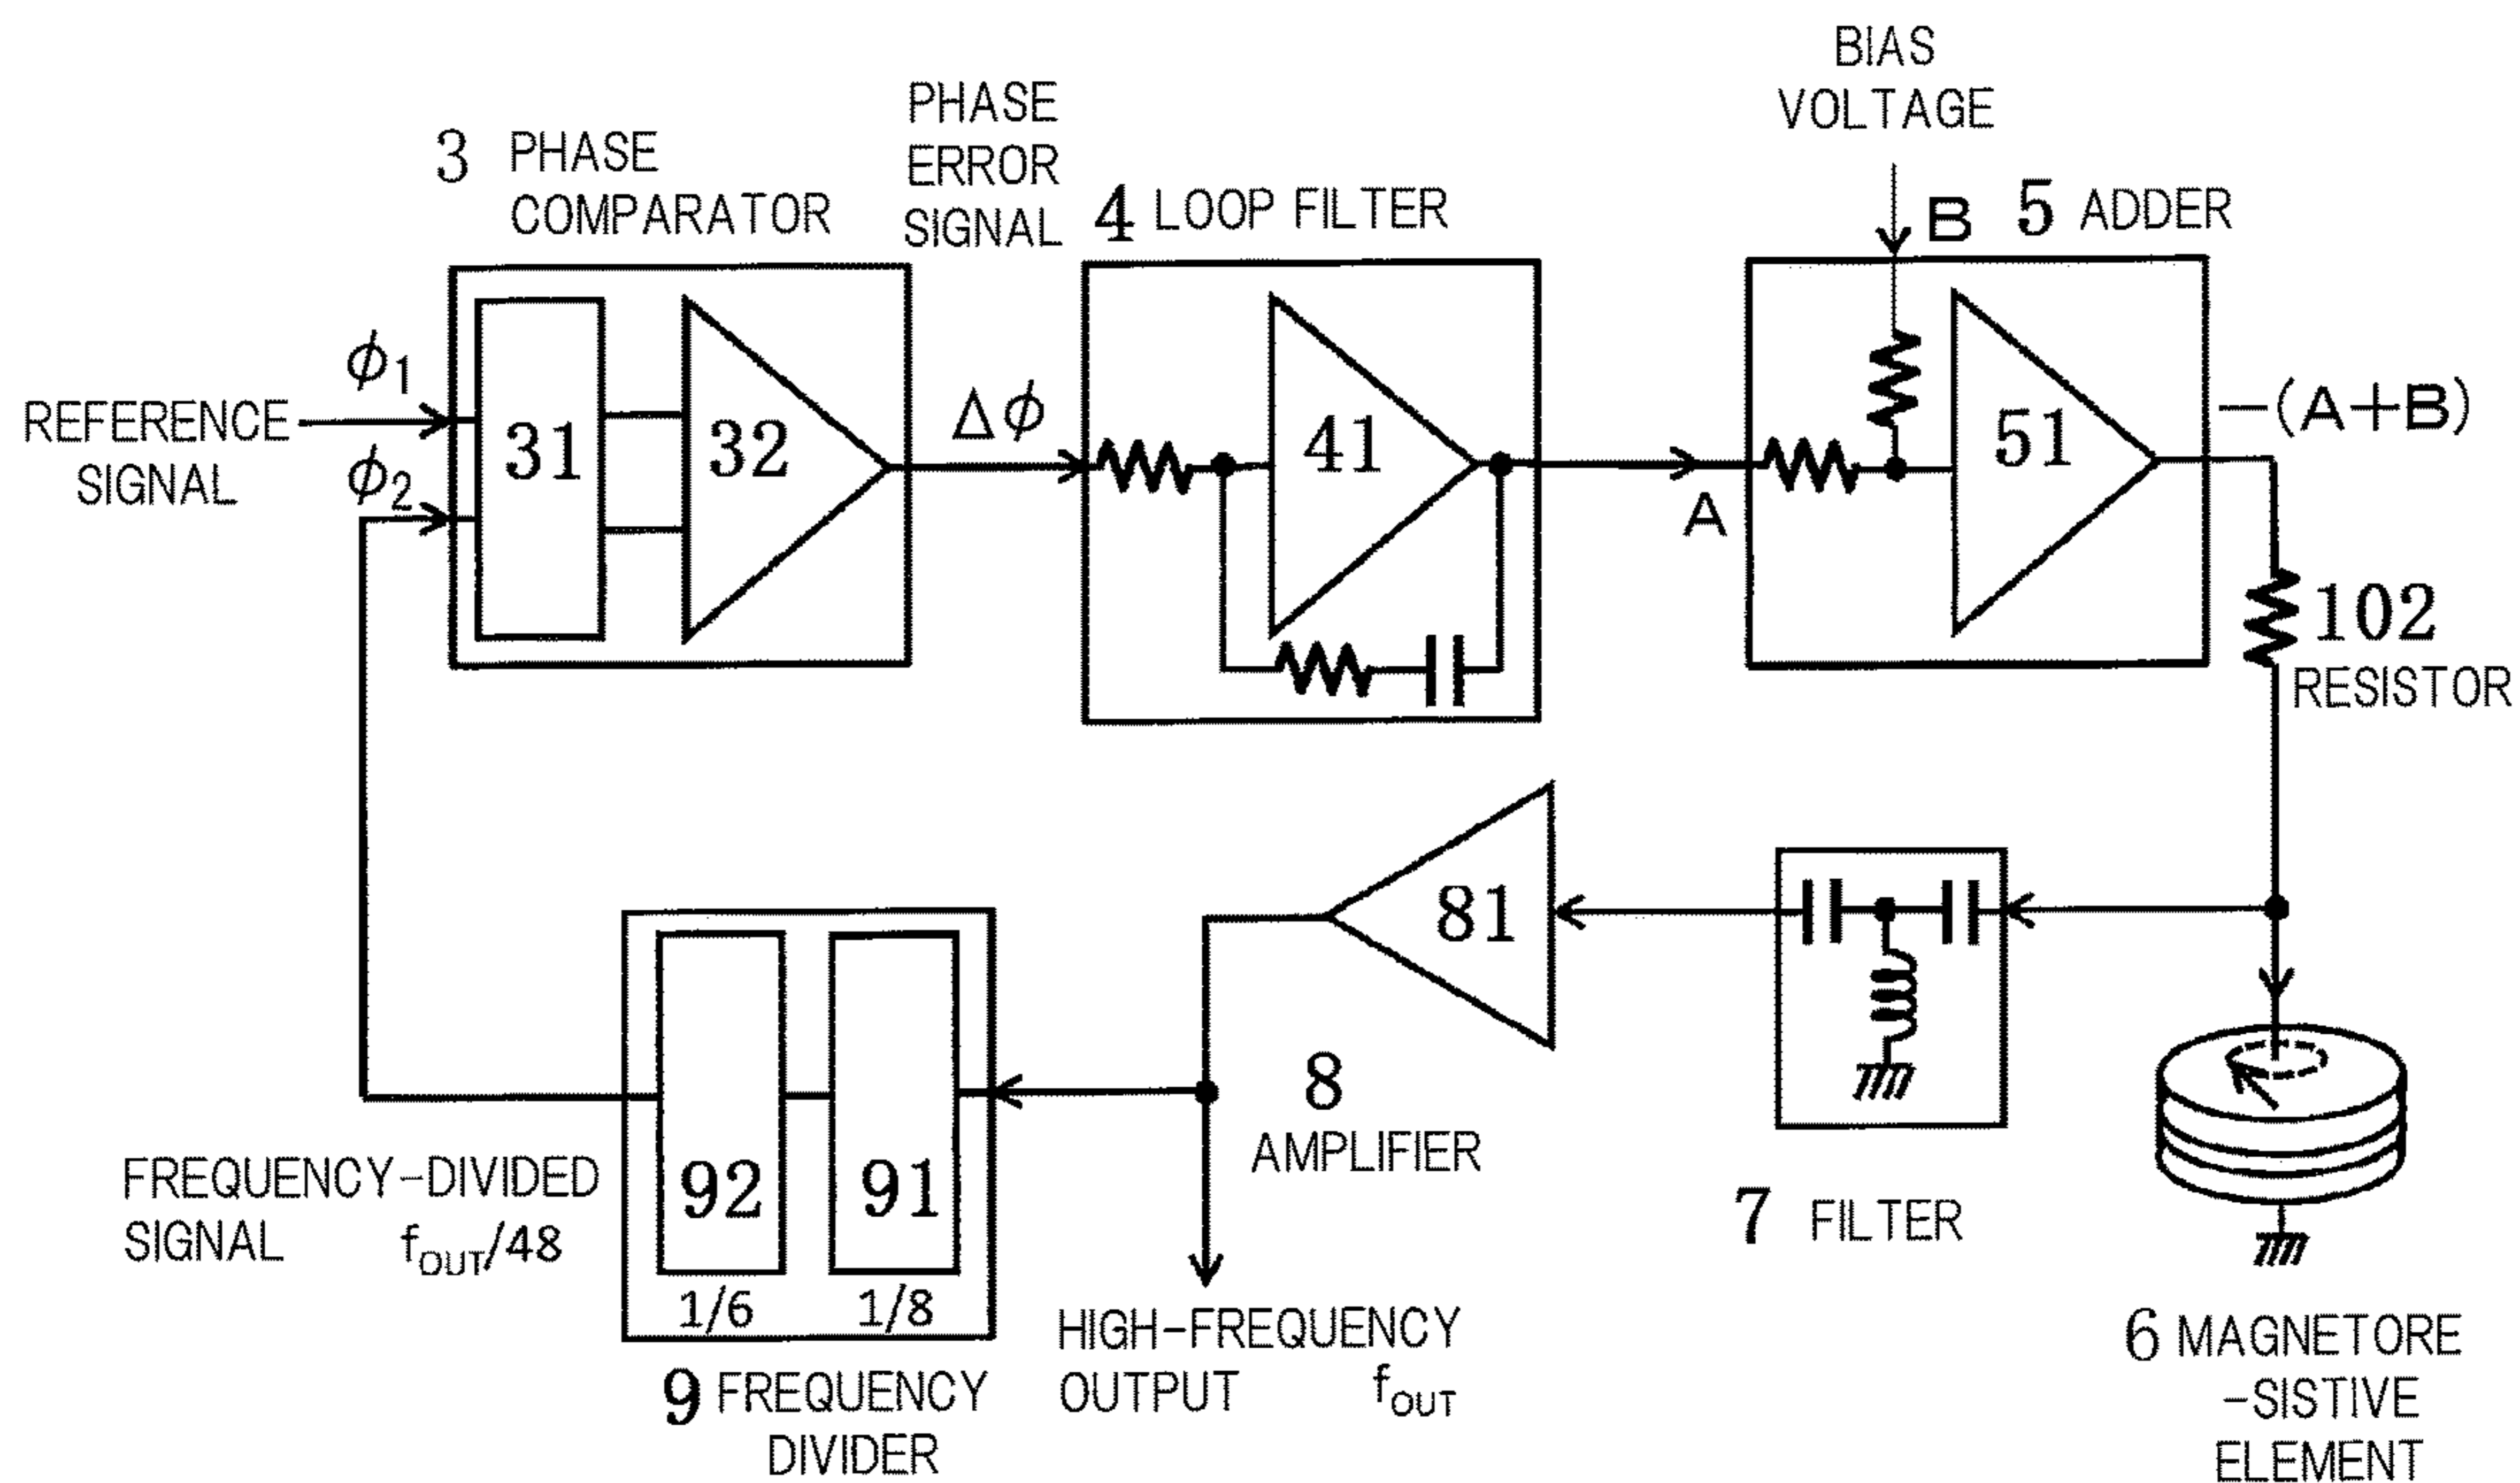 BIAS
VOLTAGE
B
3 PHASE
COMPARATOR
PHASE
ERROR
SIGNAL
4 LOOP FILTER
5 ADDER
REFERENCE
SIGNAL
ϕ1
ϕ2
31
32
Δϕ
41
A
51
−(A+B)
102
RESISTOR
81
8
AMPLIFIER
7 FILTER
6 MAGNETORE
-SISTIVE
ELEMENT
92
91
1/6
1/8
9 FREQUENCY
DIVIDER
FREQUENCY-DIVIDED
SIGNAL fOUT/48
HIGH-FREQUENCY
OUTPUT fOUT